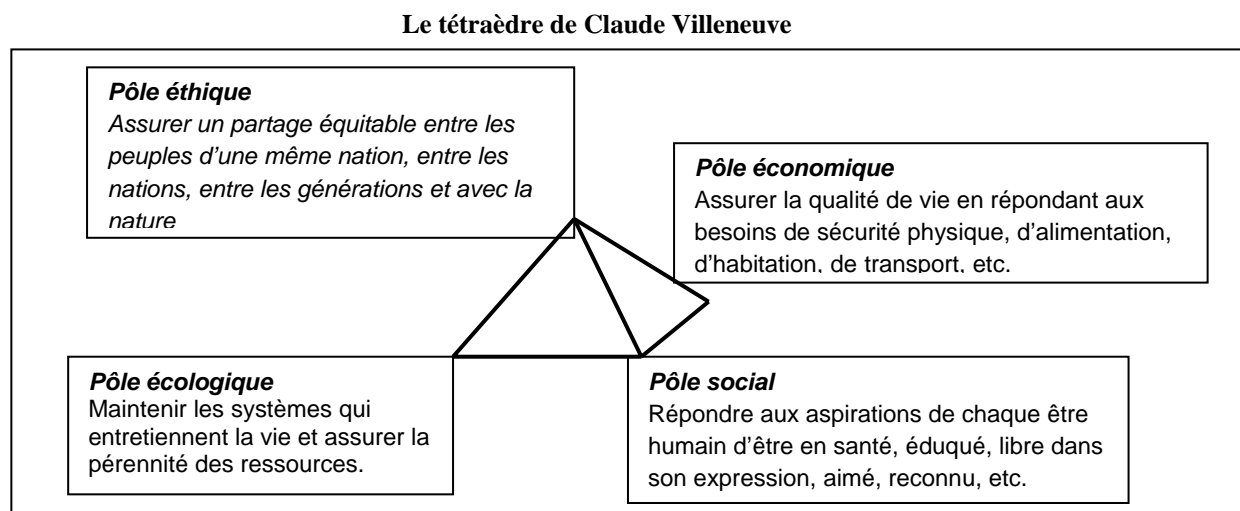 Le tétraèdre de Claude Villeneuve
Pôle éthique
Assurer un partage équitable entre les
peuples d'une même nation, entre les
nations, entre les générations et avec la
nature
Pôle économique
Assurer la qualité de vie en répondant aux
besoins de sécurité physique, d'alimentation,
d'habitation, de transport, etc.
Pôle écologique
Maintenir les systèmes qui
entretiennent la vie et assurer la
pérennité des ressources.
Pôle social
Répondre aux aspirations de chaque être
humain d'être en santé, éduqué, libre dans
son expression, aimé, reconnu, etc.